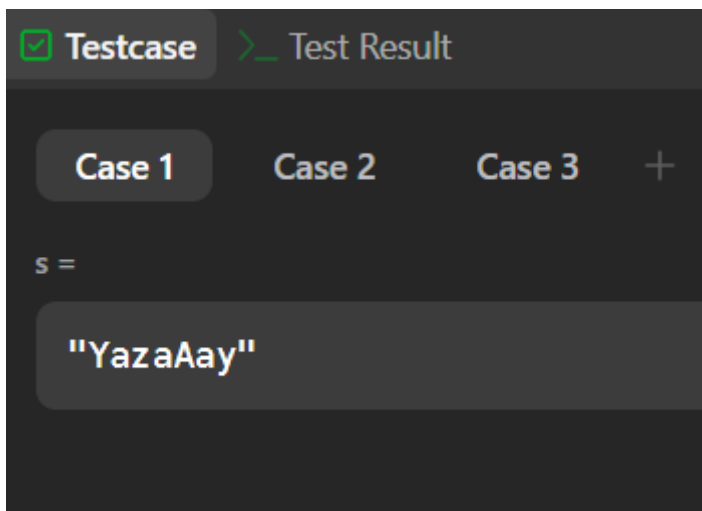 Testcase >_ Test Result
Case 1 Case 2 Case 3 +
s =
"YazaAay"